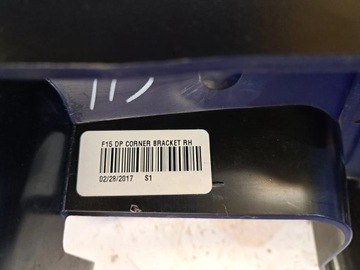 F15 DP CORNER BRACKET RH
02/28/2017 S1